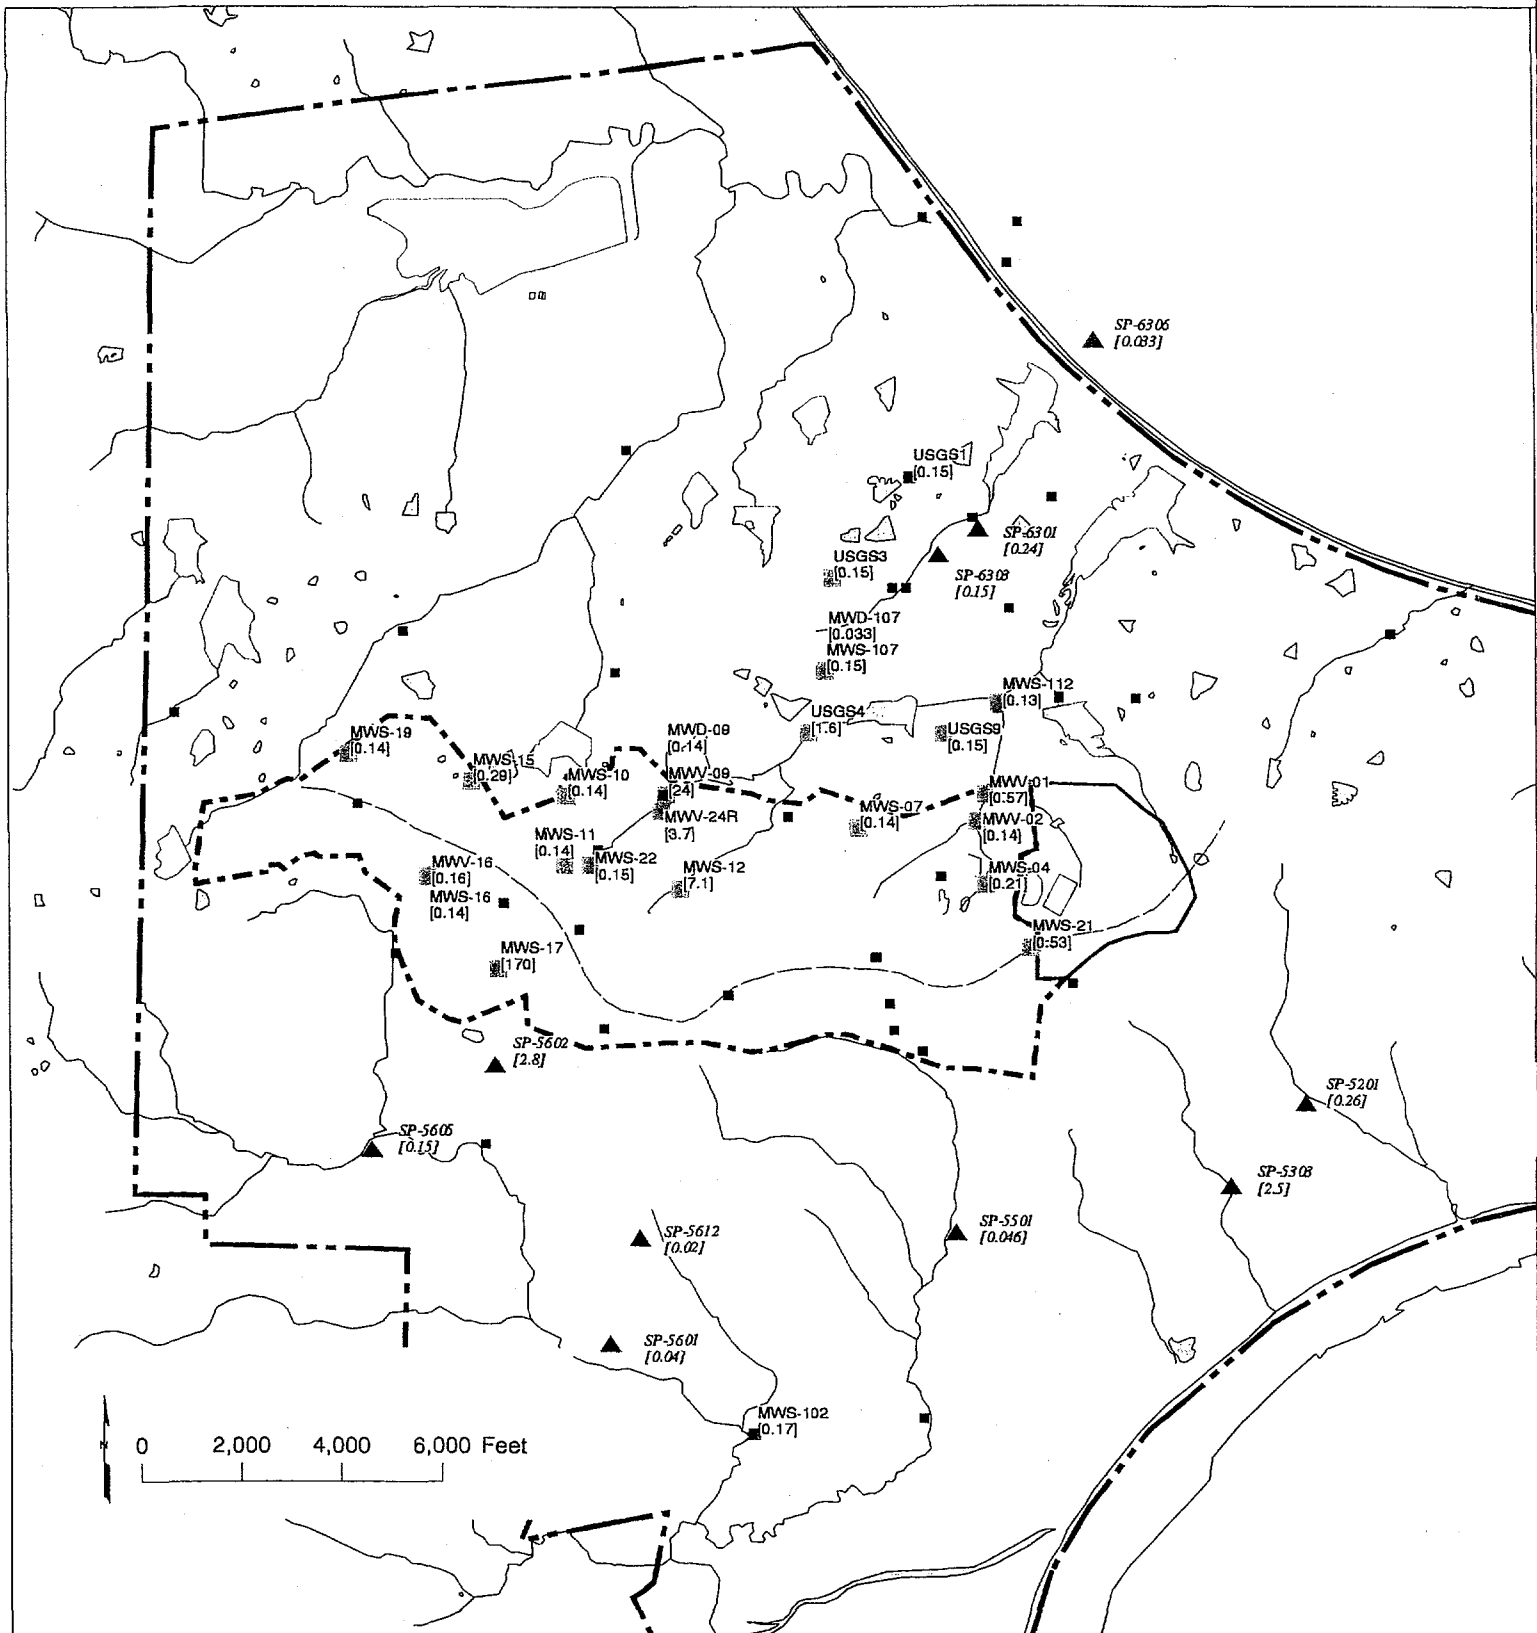 SP-6306
[0.033]
USGS1
[0.15]
SP-6301
[0.24]
USGS3
[0.15]
SP-6303
[0.15]
MWD-107
[0.033]
MWS-107
[0.15]
MWS-112
[0.13]
USGS4
[1.6]
USGS9
[0.15]
MWS-19
[0.14]
MWD-09
[0.14]
MWS-15
[0.29]
MWS-10
[0.14]
MWV-09
[24]
MWV-01
[0.57]
MWV-24R
[3.7]
MWS-07
[0.14]
MWV-02
[0.14]
MWS-11
[0.14]
MWS-22
[0.15]
MWS-12
[7.1]
MWV-16
[0.16]
MWS-16
[0.14]
MWS-04
[0.21]
MWS-21
[0.53]
MWS-17
[170]
SP-5602
[2.8]
SP-5201
[0.26]
SP-5605
[0.15]
SP-5303
[2.5]
SP-5612
[0.02]
SP-5501
[0.046]
SP-5601
[0.04]
MWS-102
[0.17]
N
0 2,000 4,000 6,000 Feet